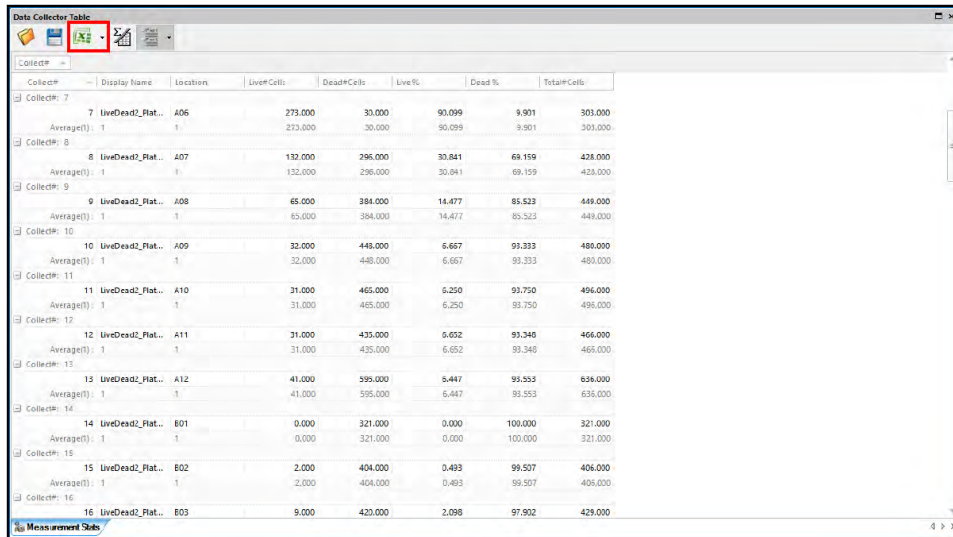 Data Collector Table
Collect#
Collect# Display Name Location Live#Cells Dead#Cells Live % Dead % Total#Cells
Collect#: 7
7 LiveDead2_Plat... A06 273.000 30.000 90.099 9.901 303.000
Average(1) : 1 1 273.000 30.000 90.099 9.901 303.000
Collect#: 8
8 LiveDead2_Plat... A07 132.000 296.000 30.841 69.159 428.000
Average(1) : 1 1 132.000 296.000 30.841 69.159 428.000
Collect#: 9
9 LiveDead2_Plat... A08 65.000 384.000 14.477 85.523 449.000
Average(1) : 1 1 65.000 384.000 14.477 85.523 449.000
Collect#: 10
10 LiveDead2_Plat... A09 32.000 448.000 6.667 93.333 480.000
Average(1) : 1 1 32.000 448.000 6.667 93.333 480.000
Collect#: 11
11 LiveDead2_Plat... A10 31.000 465.000 6.250 93.750 496.000
Average(1) : 1 1 31.000 465.000 6.250 93.750 496.000
Collect#: 12
12 LiveDead2_Plat... A11 31.000 435.000 6.652 93.348 466.000
Average(1) : 1 1 31.000 435.000 6.652 93.348 466.000
Collect#: 13
13 LiveDead2_Plat... A12 41.000 595.000 6.447 93.553 636.000
Average(1) : 1 1 41.000 595.000 6.447 93.553 636.000
Collect#: 14
14 LiveDead2_Plat... B01 0.000 321.000 0.000 100.000 321.000
Average(1) : 1 1 0.000 321.000 0.000 100.000 321.000
Collect#: 15
15 LiveDead2_Plat... B02 2.000 404.000 0.493 99.507 406.000
Average(1) : 1 1 2.000 404.000 0.493 99.507 406.000
Collect#: 16
16 LiveDead2_Plat... B03 9.000 420.000 2.098 97.902 429.000
Measurement Stats